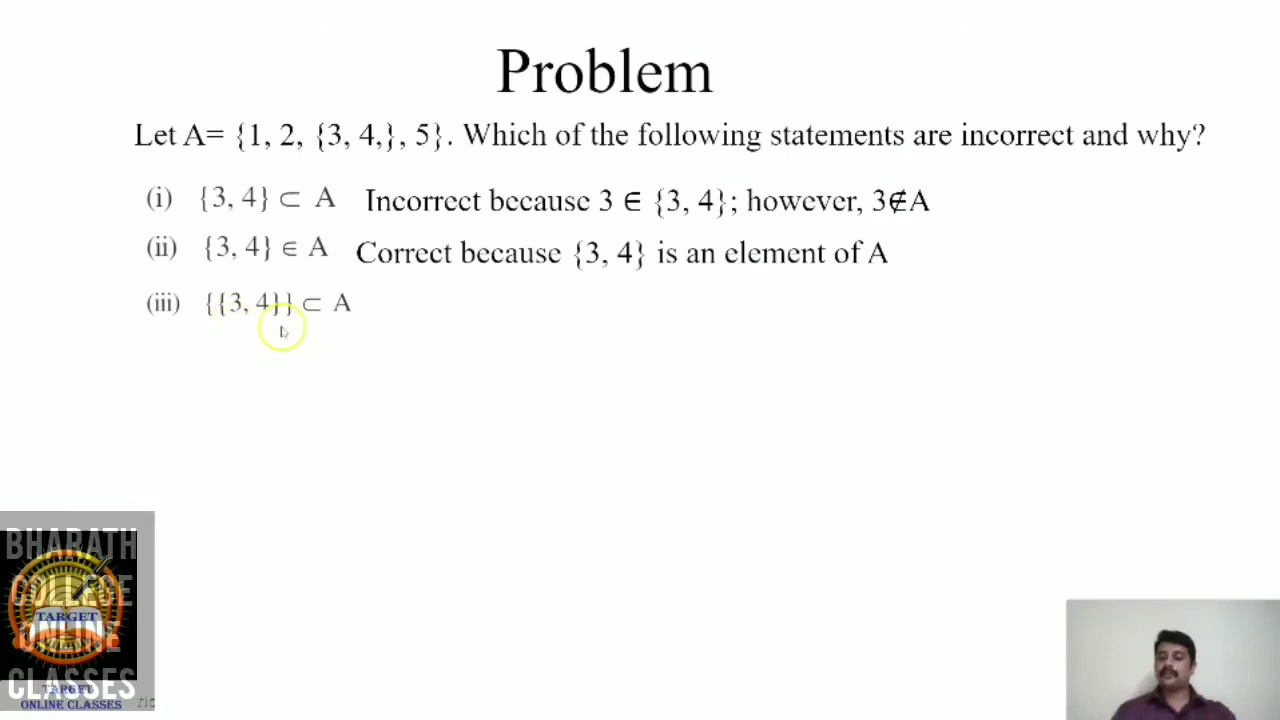 Problem
Let A= {1, 2, {3, 4,}, 5}. Which of the following statements are incorrect and why?
(i) {3, 4} ⊂ A Incorrect because 3 ∈ {3, 4}; however, 3∉A
(ii) {3, 4} ∈ A Correct because {3, 4} is an element of A
(iii) {{3, 4}} ⊂ A
BHARATH
COLLEGE
TARGET
ONLINE
CLASSES
TARGET
ONLINE CLASSES